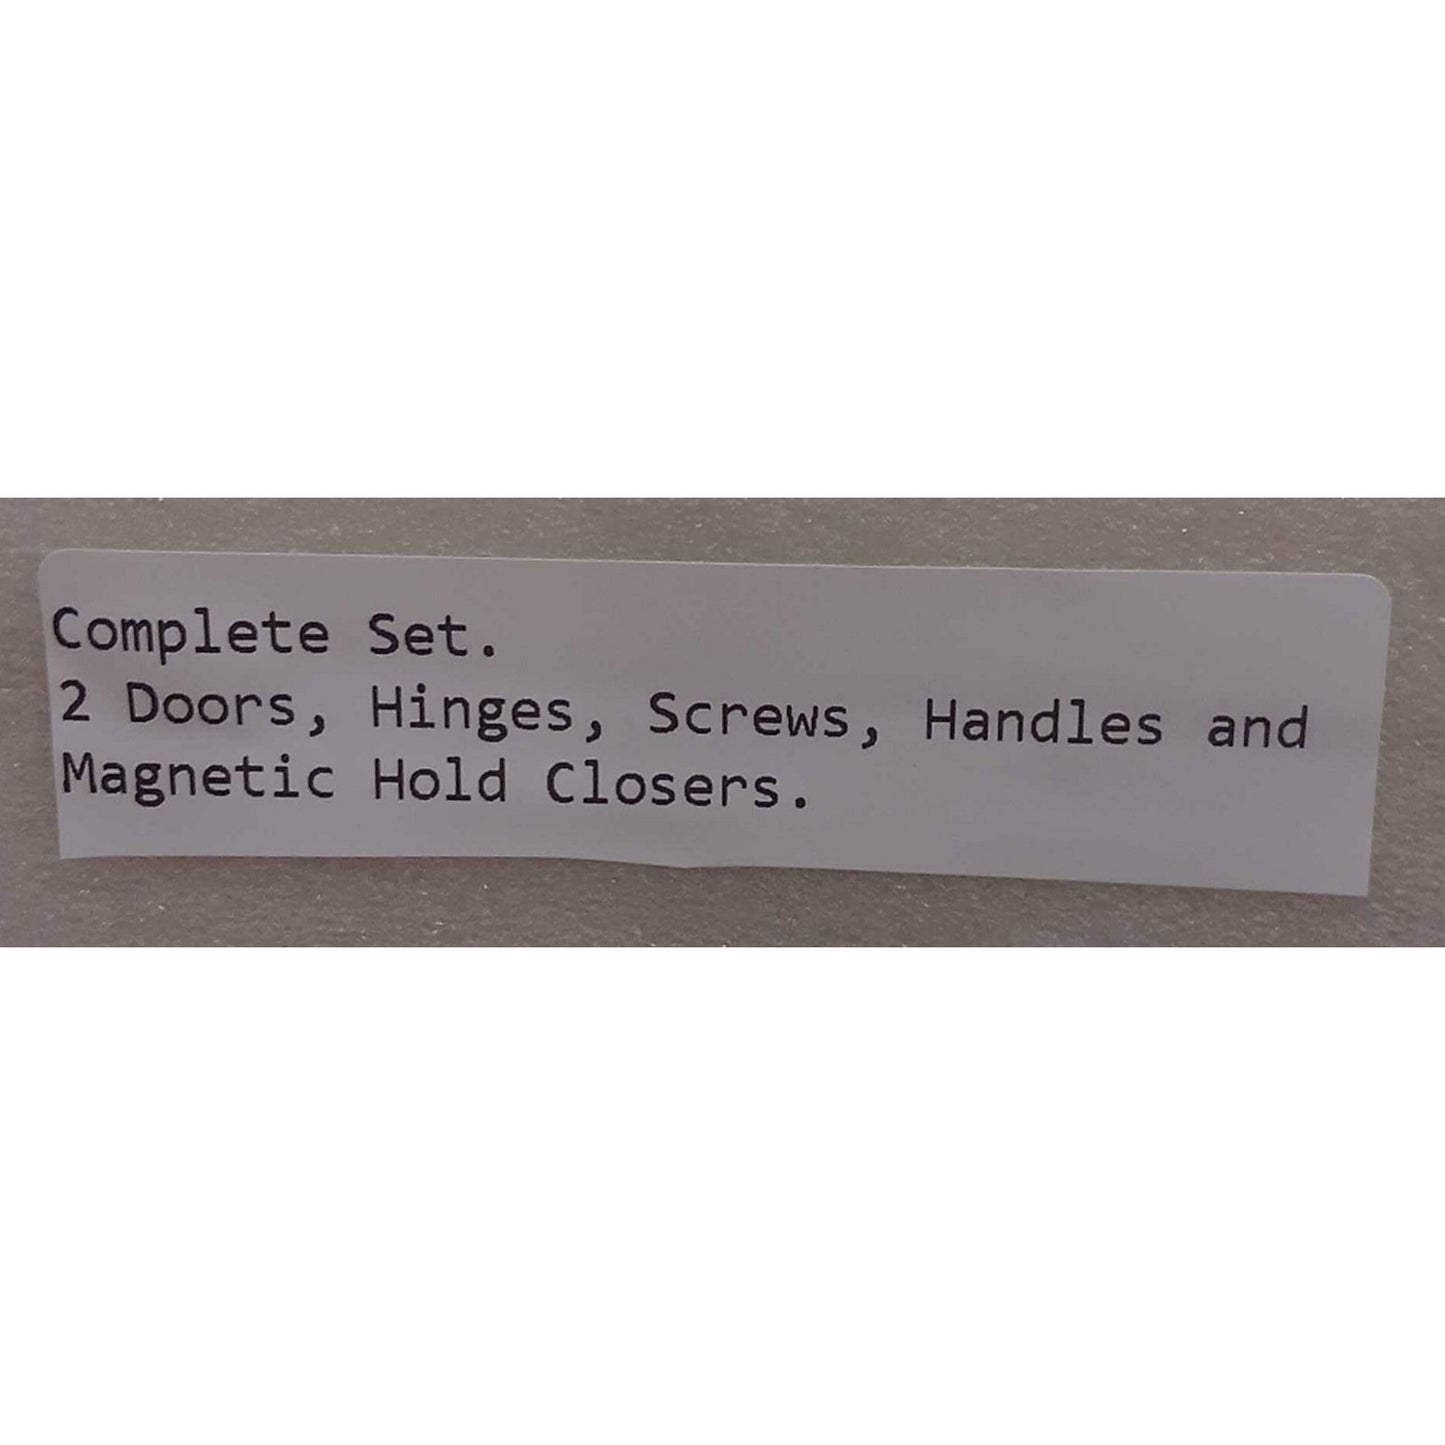 Complete Set.
2 Doors, Hinges, Screws, Handles and
Magnetic Hold Closers.